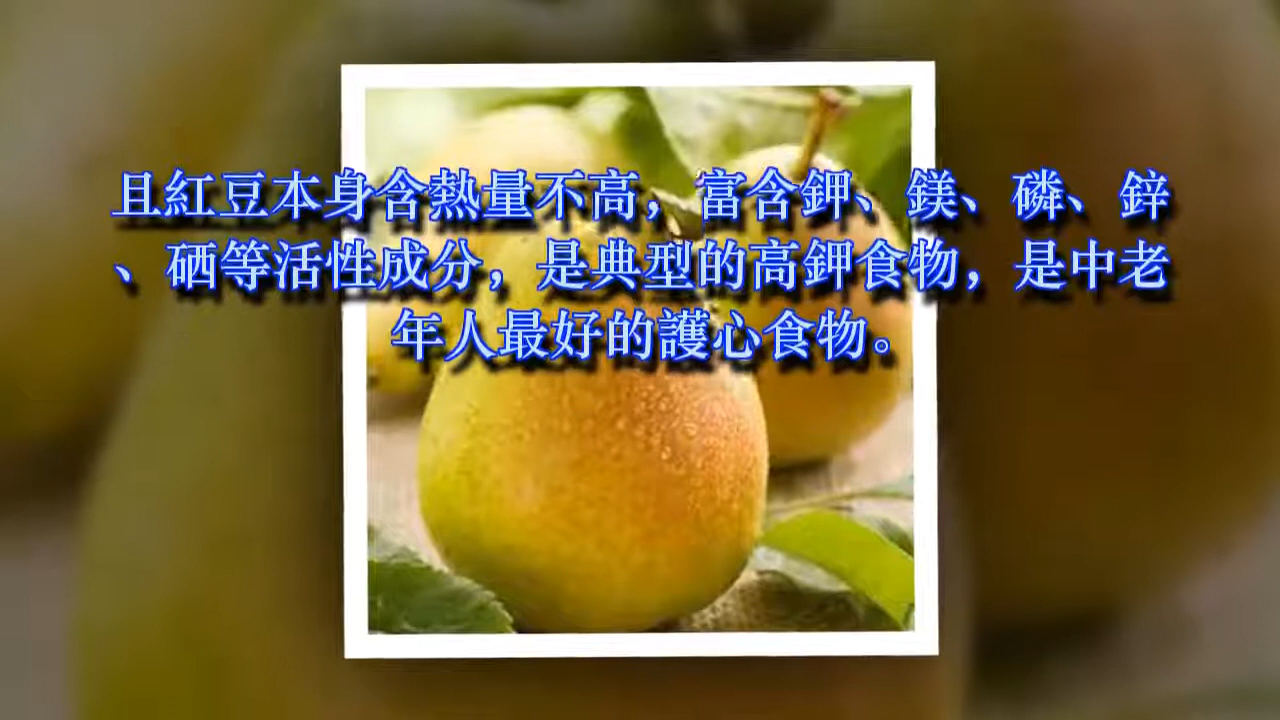 且紅豆本身含熱量不高，富含鉀、鎂、磷、鋅
、硒等活性成分，是典型的高鉀食物，是中老
年人最好的護心食物。